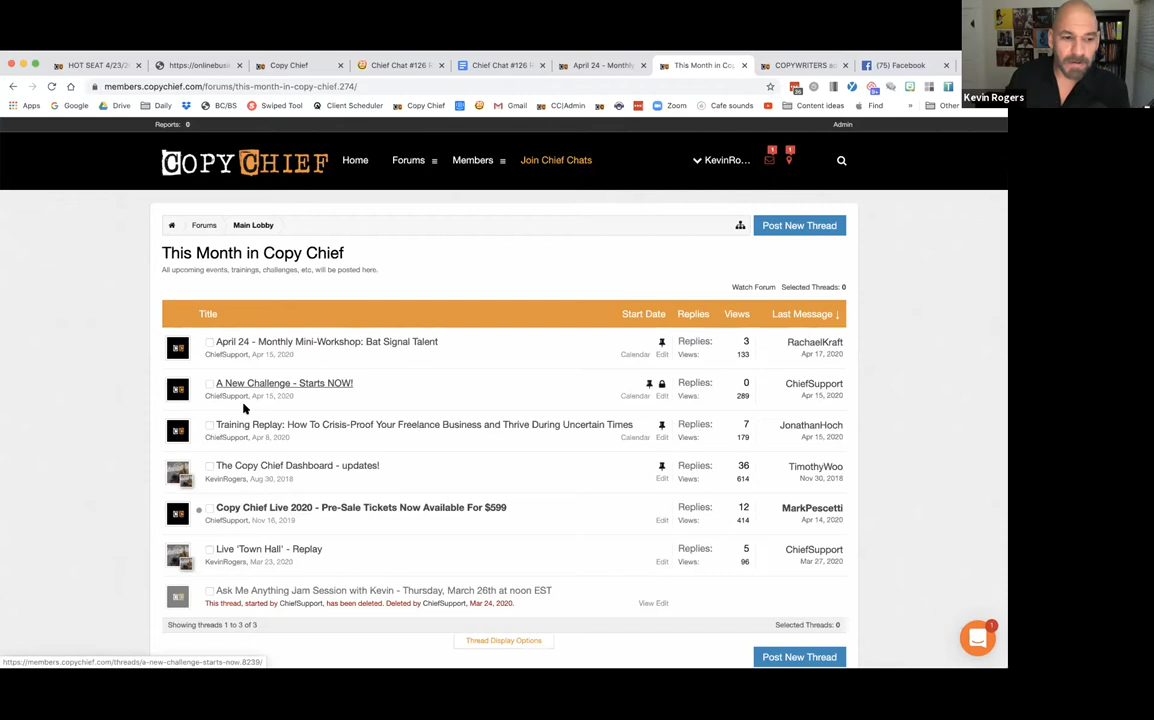 Kevin Rogers
HOT SEAT 4/23/2
https://onlinebusi
Copy Chief
Chief Chat #126 F
Chief Chat #126 R
April 24 - Monthly
This Month in Co
COPYWRITERS ac
(75) Facebook
members.copychief.com/forums/this-month-in-copy-chief.274/
Apps
Google
Drive
Daily
BC/BS
Swiped Tool
Client Scheduler
Copy Chief
Gmail
CC|Admin
Zoom
Cafe sounds
Content ideas
Find
»
Other
Reports: 0
Admin
COPY CHIEF
Home
Forums
Members
Join Chief Chats
KevinRo...
1
1
Forums
Main Lobby
Post New Thread
This Month in Copy Chief
All upcoming events, trainings, challenges, etc, will be posted here.
Watch Forum Selected Threads: 0
Title Start Date Replies Views Last Message ↓
April 24 - Monthly Mini-Workshop: Bat Signal Talent Replies: 3 RachaelKraft
ChiefSupport, Apr 15, 2020 Calendar Edit Views: 133 Apr 17, 2020
A New Challenge - Starts NOW! Replies: 0 ChiefSupport
ChiefSupport, Apr 15, 2020 Calendar Edit Views: 289 Apr 15, 2020
Training Replay: How To Crisis-Proof Your Freelance Business and Thrive During Uncertain Times Replies: 7 JonathanHoch
ChiefSupport, Apr 8, 2020 Calendar Edit Views: 179 Apr 15, 2020
The Copy Chief Dashboard - updates! Replies: 36 TimothyWoo
KevinRogers, Aug 30, 2018 Edit Views: 614 Nov 30, 2018
Copy Chief Live 2020 - Pre-Sale Tickets Now Available For $599 Replies: 12 MarkPescetti
ChiefSupport, Nov 16, 2019 Edit Views: 414 Apr 14, 2020
Live 'Town Hall' - Replay Replies: 5 ChiefSupport
KevinRogers, Mar 23, 2020 Edit Views: 96 Mar 27, 2020
Ask Me Anything Jam Session with Kevin - Thursday, March 26th at noon EST
This thread, started by ChiefSupport, has been deleted. Deleted by ChiefSupport, Mar 24, 2020. View Edit
Showing threads 1 to 3 of 3 Selected Threads: 0
Thread Display Options
1
Post New Thread
https://members.copychief.com/threads/a-new-challenge-starts-now.8239/